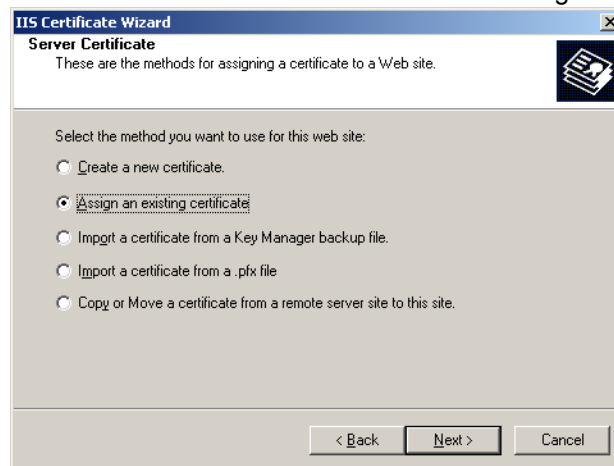 IIS Certificate Wizard
Server Certificate
These are the methods for assigning a certificate to a Web site.
Select the method you want to use for this web site:
Create a new certificate.
Assign an existing certificate
Import a certificate from a Key Manager backup file.
Import a certificate from a .pfx file
Copy or Move a certificate from a remote server site to this site.
< Back Next > Cancel